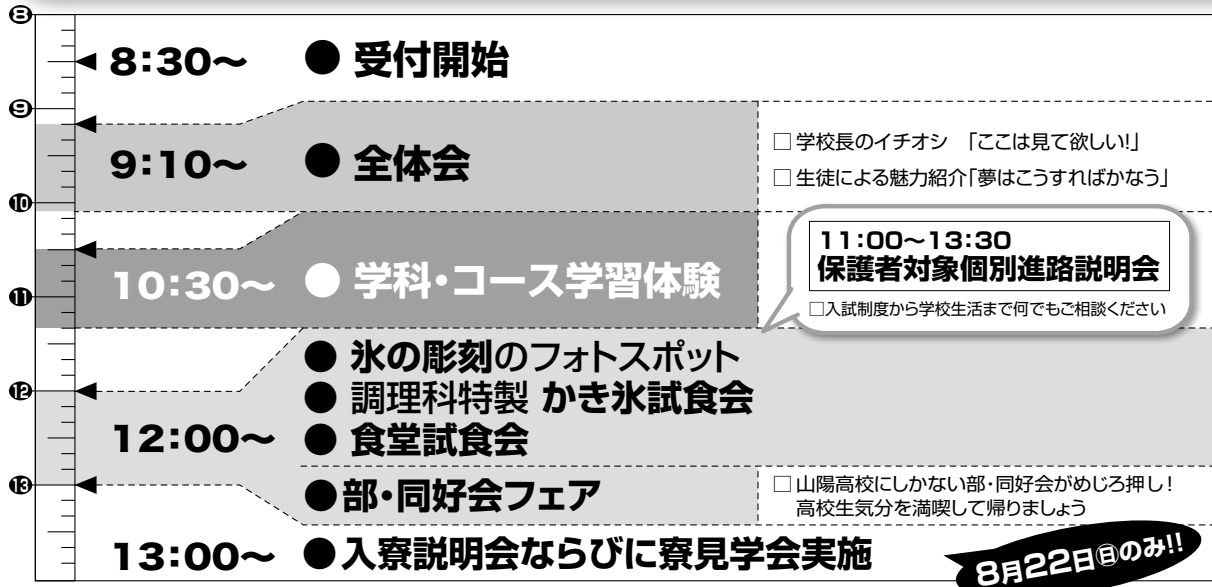 8
8:30〜 ● 受付開始
9
9:10〜 ● 全体会
□ 学校長のイチオシ 「ここは見て欲しい!」
□ 生徒による魅力紹介「夢はこうすればかなう」
10
10:30〜 ● 学科・コース学習体験
11:00〜13:30
保護者対象個別進路説明会
□入試制度から学校生活まで何でもご相談ください
11
● 氷の彫刻のフォトスポット
12
● 調理科特製 かき氷試食会
12:00〜 ● 食堂試食会
13
●部・同好会フェア
□ 山陽高校にしかない部・同好会がめじろ押し!
高校生気分を満喫して帰りましょう
13:00〜 ●入寮説明会ならびに寮見学会実施
8月22日㊐のみ!!